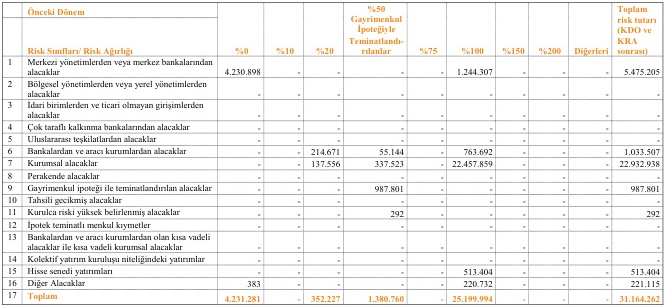 Önceki Dönem
Risk Sınıfları/ Risk Ağırlığı %0 %10 %20 %50 Gayrimenkul İpoteğiyle Teminatlandırılanlar %75 %100 %150 %200 Diğerleri Toplam risk tutarı (KDO ve KRA sonrası)
1 Merkezi yönetimlerden veya merkez bankalarından
alacaklar 4.230.898 - - - - 1.244.307 - - - 5.475.205
2 Bölgesel yönetimlerden veya yerel yönetimlerden
alacaklar - - - - - - - - - -
3 İdari birimlerden ve ticari olmayan girişimlerden
alacaklar - - - - - - - - - -
4 Çok taraflı kalkınma bankalarından alacaklar - - - - - - - - - -
5 Uluslararası teşkilatlardan alacaklar - - - - - - - - - -
6 Bankalardan ve aracı kurumlardan alacaklar - - 214.671 55.144 - 763.692 - - - 1.033.507
7 Kurumsal alacaklar - - 137.556 337.523 - 22.457.859 - - - 22.932.938
8 Perakende alacaklar - - - - - - - - - -
9 Gayrimenkul ipoteği ile teminatlandırılan alacaklar - - - 987.801 - - - - - 987.801
10 Tahsili gecikmiş alacaklar - - - - - - - - - -
11 Kurulca riski yüksek belirlenmiş alacaklar - - - 292 - - - - - 292
12 İpotek teminatlı menkul kıymetler - - - - - - - - - -
13 Bankalardan ve aracı kurumlardan olan kısa vadeli
alacaklar ile kısa vadeli kurumsal alacaklar - - - - - - - - - -
14 Kolektif yatırım kuruluşu niteliğindeki yatırımlar - - - - - - - - - -
15 Hisse senedi yatırımları - - - - - 513.404 - - - 513.404
16 Diğer Alacaklar 383 - - - - 220.732 - - - 221.115
17 Toplam 4.231.281 - 352.227 1.380.760 - 25.199.994 - - - 31.164.262